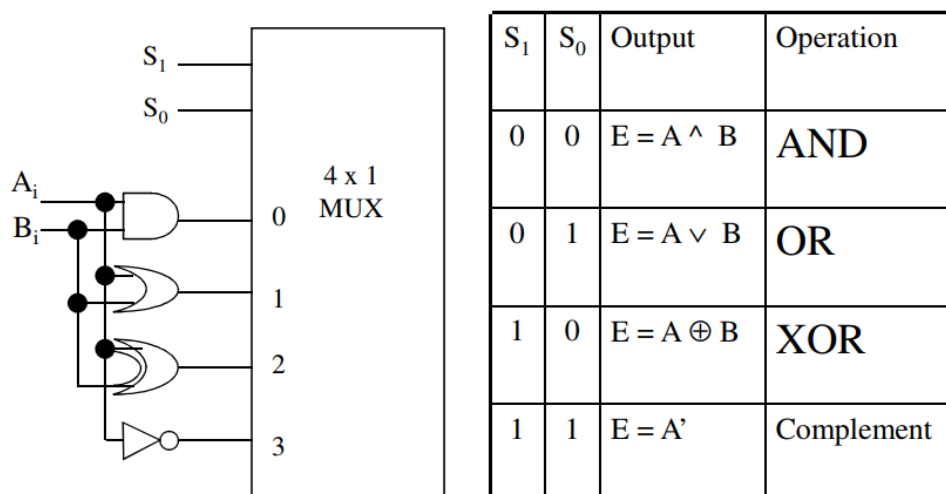 S₁
S₀
Aᵢ
Bᵢ
4 x 1
MUX
0
1
2
3
S₁ S₀ Output Operation
0 0 E = A ^ B AND
0 1 E = A ∨ B OR
1 0 E = A ⊕ B XOR
1 1 E = A’ Complement